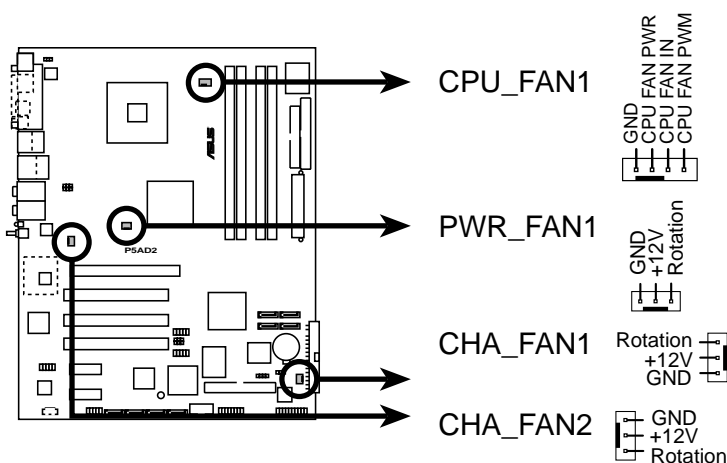 CPU_FAN1
GND
CPU FAN PWR
CPU FAN IN
CPU FAN PWM
ASUS
P5AD2
PWR_FAN1
GND
+12V
Rotation
CHA_FAN1
Rotation
+12V
GND
CHA_FAN2
GND
+12V
Rotation